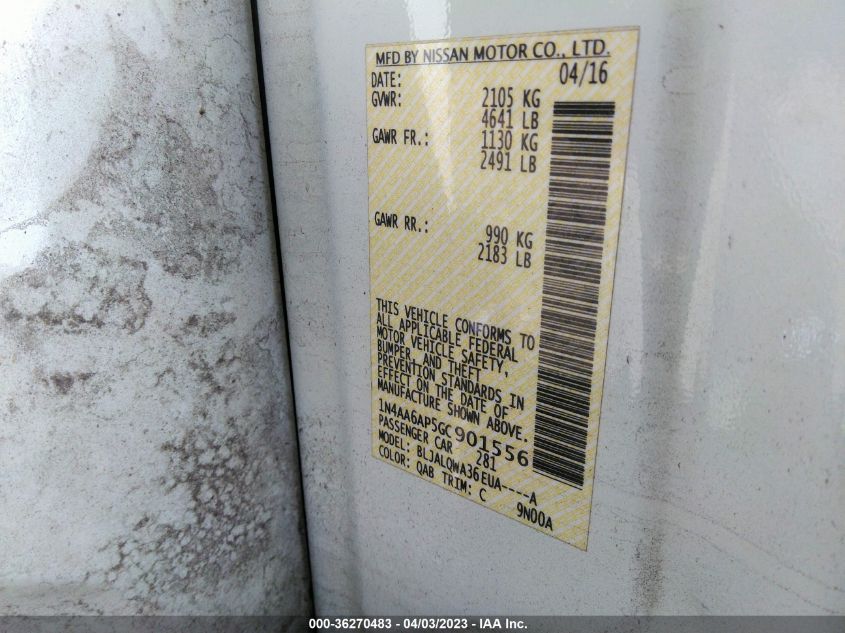 MFD BY NISSAN MOTOR CO., LTD.
DATE: 04/16
GVWR: 2105 KG
4641 LB
GAWR FR.: 1130 KG
2491 LB
GAWR RR.: 990 KG
2183 LB
THIS VEHICLE CONFORMS TO
ALL APPLICABLE FEDERAL
MOTOR VEHICLE SAFETY,
BUMPER, AND THEFT
PREVENTION STANDARDS IN
EFFECT ON THE DATE OF
MANUFACTURE SHOWN ABOVE.
1N4AA6AP5GC901556
PASSENGER CAR 281
MODEL: BLJALQWA36EUA----A
COLOR: QAB TRIM: C 9N00A
000-36270483 - 04/03/2023 - IAA Inc.